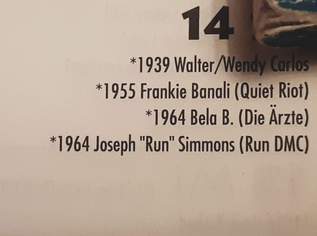 14
*1939 Walter/Wendy Carlos
*1955 Frankie Banali (Quiet Riot)
*1964 Bela B. (Die Ärzte)
*1964 Joseph "Run" Simmons (Run DMC)